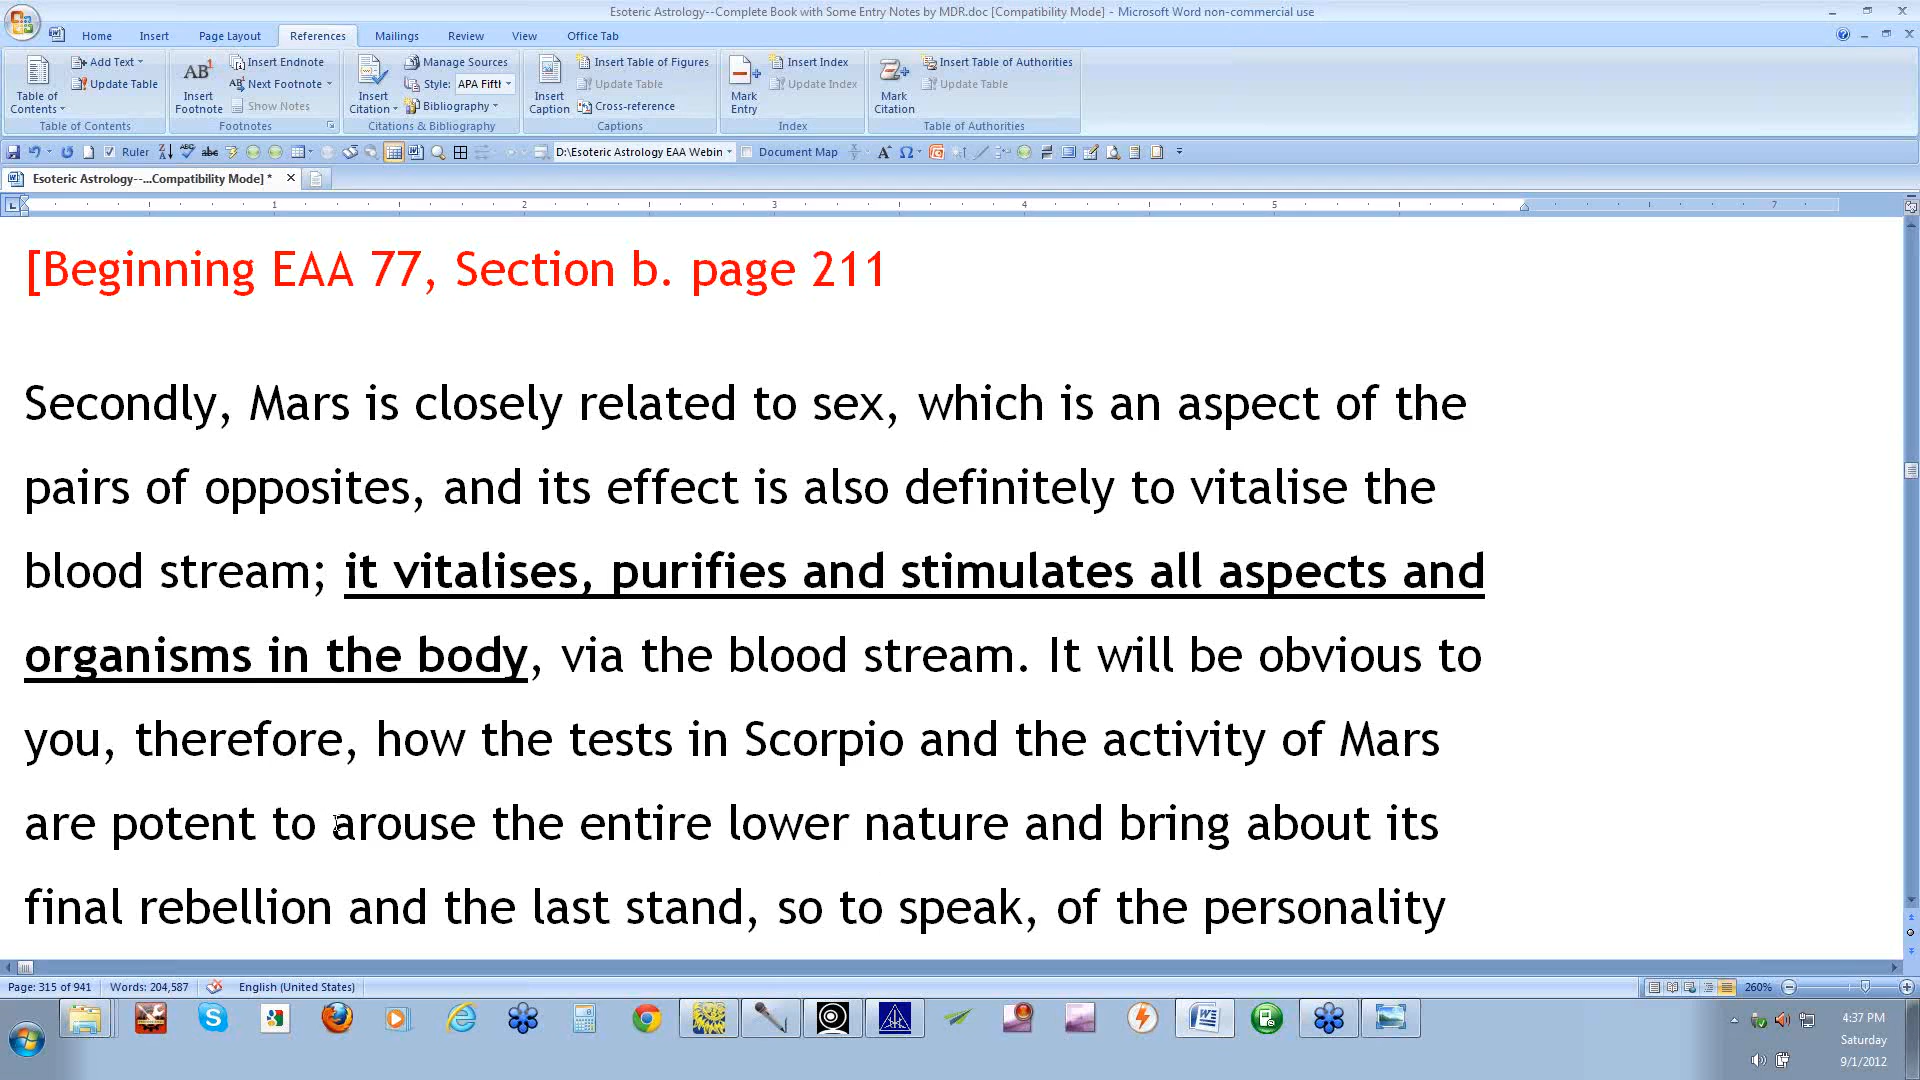 Esoteric Astrology--Complete Book with Some Entry Notes by MDR.doc [Compatibility Mode] - Microsoft Word non-commercial use
Home Insert Page Layout References Mailings Review View Office Tab
Table of Contents
Add Text
Update Table
Table of Contents
AB1
Insert Footnote
Insert Endnote
Next Footnote
Show Notes
Footnotes
Insert Citation
Manage Sources
Style: APA Fifth
Bibliography
Citations & Bibliography
Insert Caption
Insert Table of Figures
Update Table
Cross-reference
Captions
Mark Entry
Insert Index
Update Index
Index
Mark Citation
Insert Table of Authorities
Update Table
Table of Authorities
Ruler D:\Esoteric Astrology EAA Webin Document Map
Esoteric Astrology--...Compatibility Mode] *
1 2 3 4 5 7
[Beginning EAA 77, Section b. page 211
Secondly, Mars is closely related to sex, which is an aspect of the
pairs of opposites, and its effect is also definitely to vitalise the
blood stream; it vitalises, purifies and stimulates all aspects and
organisms in the body, via the blood stream. It will be obvious to
you, therefore, how the tests in Scorpio and the activity of Mars
are potent to arouse the entire lower nature and bring about its
final rebellion and the last stand, so to speak, of the personality
Page: 315 of 941 Words: 204,587 English (United States) 260%
4:37 PM
Saturday
9/1/2012